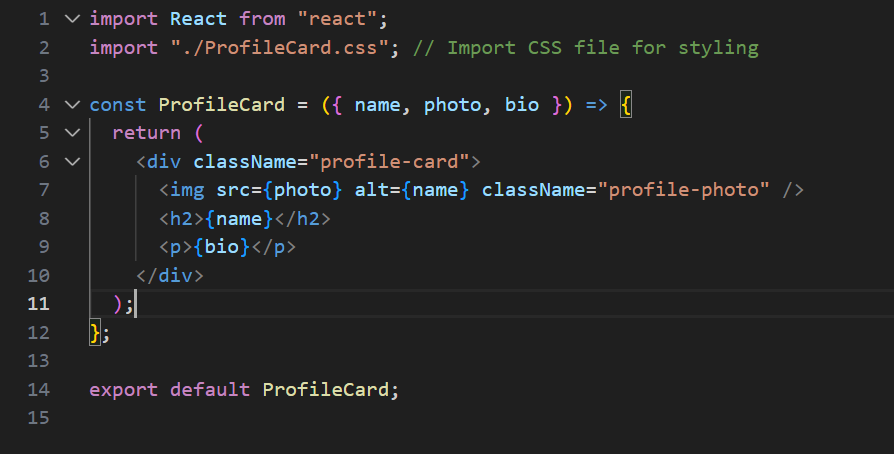 1 import React from "react";
2 import "./ProfileCard.css"; // Import CSS file for styling
3
4 const ProfileCard = ({ name, photo, bio }) => {
5   return (
6     <div className="profile-card">
7       <img src={photo} alt={name} className="profile-photo" />
8       <h2>{name}</h2>
9       <p>{bio}</p>
10     </div>
11   );
12 };
13
14 export default ProfileCard;
15